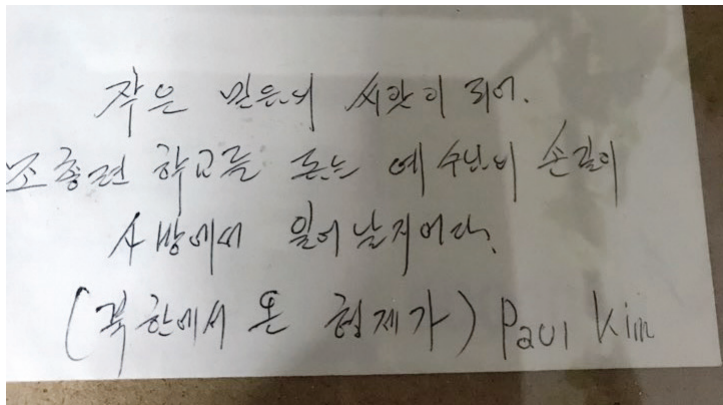 작은 믿음의 씨앗이 되어.
조총련 학교를 돕는 예수님의 손길이
사방에서 일어날지어다.
(북한에서 온 형제가) Paul Kim